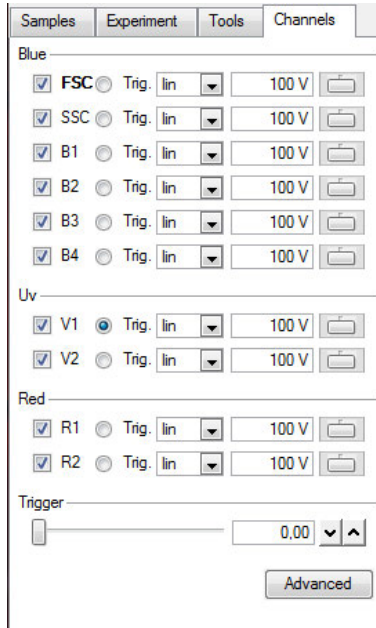 Samples Experiment Tools Channels
Blue
FSC Trig. lin 100 V
SSC Trig. lin 100 V
B1 Trig. lin 100 V
B2 Trig. lin 100 V
B3 Trig. lin 100 V
B4 Trig. lin 100 V
Uv
V1 Trig. lin 100 V
V2 Trig. lin 100 V
Red
R1 Trig. lin 100 V
R2 Trig. lin 100 V
Trigger
0,00
Advanced